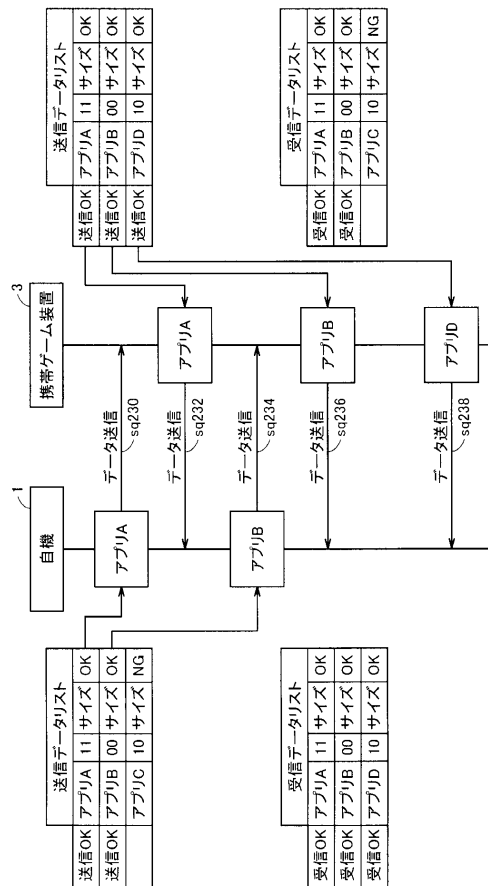 送信データリスト
送信OK アプリA 11 サイズ OK
送信OK アプリB 00 サイズ OK
アプリC 10 サイズ NG
自機
1
携帯ゲーム装置
3
送信データリスト
送信OK アプリA 11 サイズ OK
送信OK アプリB 00 サイズ OK
送信OK アプリD 10 サイズ OK
アプリA
データ送信
sq230
アプリA
データ送信
sq232
アプリB
データ送信
sq234
アプリB
データ送信
sq236
アプリD
データ送信
sq238
受信データリスト
受信OK アプリA 11 サイズ OK
受信OK アプリB 00 サイズ OK
受信OK アプリD 10 サイズ OK
受信データリスト
受信OK アプリA 11 サイズ OK
受信OK アプリB 00 サイズ OK
アプリC 10 サイズ NG